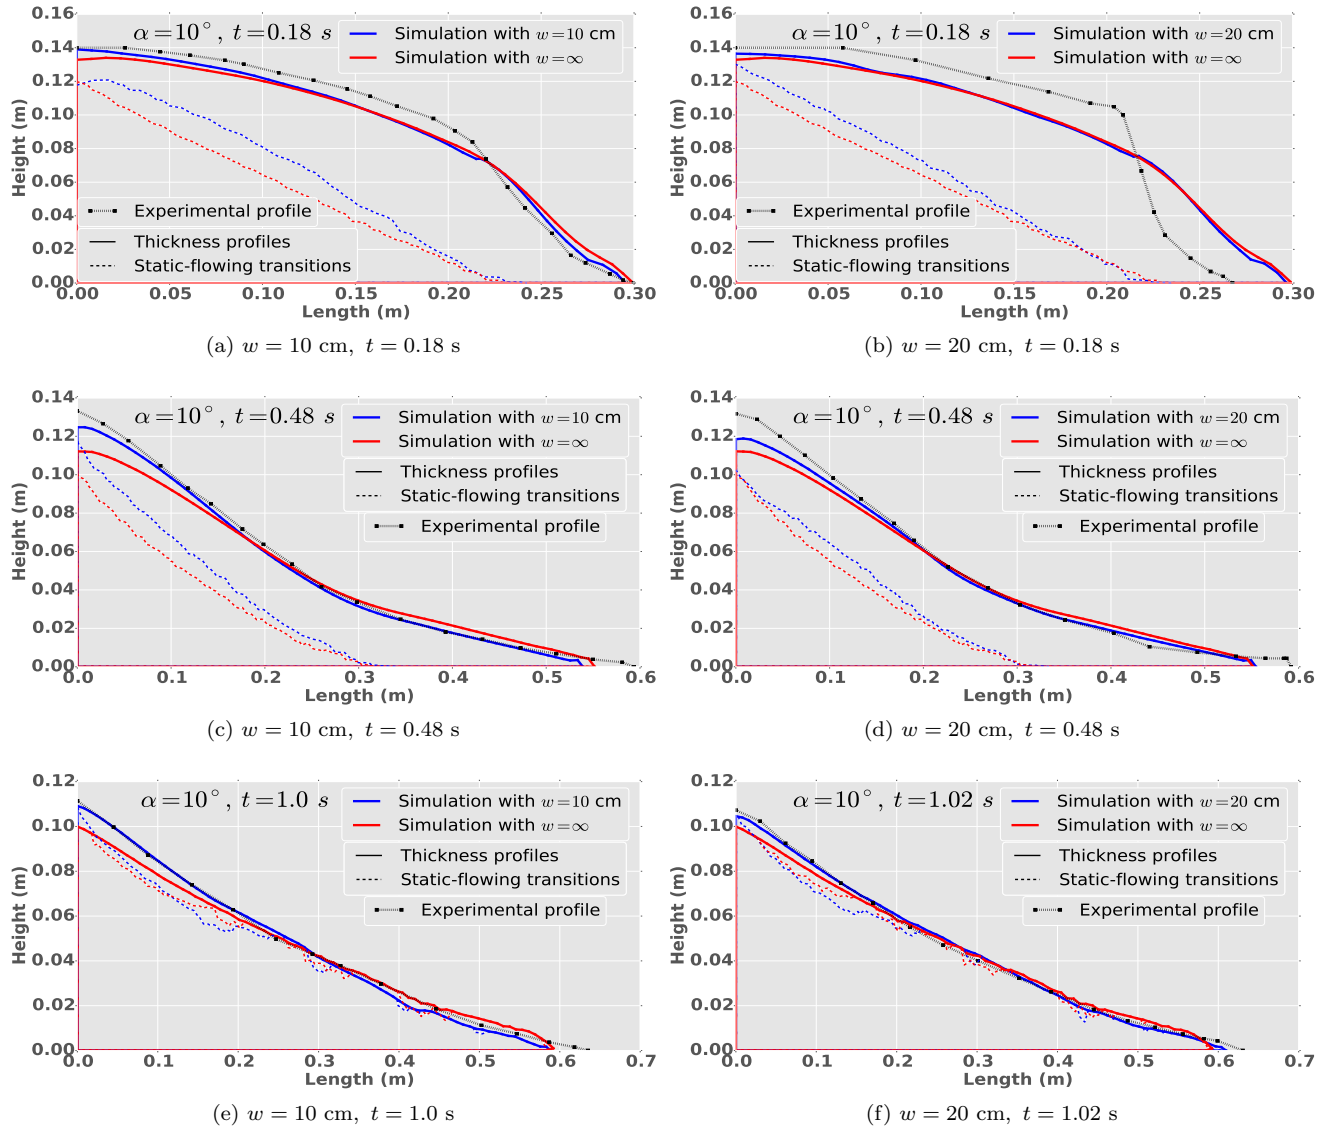 α=10°, t=0.18 s
Simulation with w=10 cm
Simulation with w=∞
Experimental profile
Thickness profiles
Static-flowing transitions
Height (m)
0.16
0.14
0.12
0.10
0.08
0.06
0.04
0.02
0.00
0.00 0.05 0.10 0.15 0.20 0.25 0.30
Length (m)
(a) w = 10 cm, t = 0.18 s
α=10°, t=0.18 s
Simulation with w=20 cm
Simulation with w=∞
Experimental profile
Thickness profiles
Static-flowing transitions
Height (m)
0.16
0.14
0.12
0.10
0.08
0.06
0.04
0.02
0.00
0.00 0.05 0.10 0.15 0.20 0.25 0.30
Length (m)
(b) w = 20 cm, t = 0.18 s
α=10°, t=0.48 s
Simulation with w=10 cm
Simulation with w=∞
Thickness profiles
Static-flowing transitions
Experimental profile
Height (m)
0.14
0.12
0.10
0.08
0.06
0.04
0.02
0.00
0.0 0.1 0.2 0.3 0.4 0.5 0.6
Length (m)
(c) w = 10 cm, t = 0.48 s
α=10°, t=0.48 s
Simulation with w=20 cm
Simulation with w=∞
Thickness profiles
Static-flowing transitions
Experimental profile
Height (m)
0.14
0.12
0.10
0.08
0.06
0.04
0.02
0.00
0.0 0.1 0.2 0.3 0.4 0.5 0.6
Length (m)
(d) w = 20 cm, t = 0.48 s
α=10°, t=1.0 s
Simulation with w=10 cm
Simulation with w=∞
Thickness profiles
Static-flowing transitions
Experimental profile
Height (m)
0.12
0.10
0.08
0.06
0.04
0.02
0.00
0.0 0.1 0.2 0.3 0.4 0.5 0.6 0.7
Length (m)
(e) w = 10 cm, t = 1.0 s
α=10°, t=1.02 s
Simulation with w=20 cm
Simulation with w=∞
Thickness profiles
Static-flowing transitions
Experimental profile
Height (m)
0.12
0.10
0.08
0.06
0.04
0.02
0.00
0.0 0.1 0.2 0.3 0.4 0.5 0.6 0.7
Length (m)
(f) w = 20 cm, t = 1.02 s